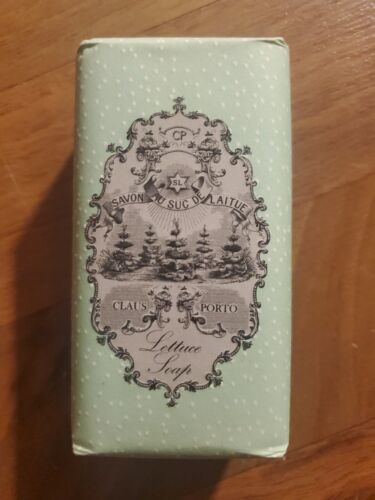 CP
SL
SAVON AU SUC DE LAITUE
CLAUS PORTO
Lettuce
Soap